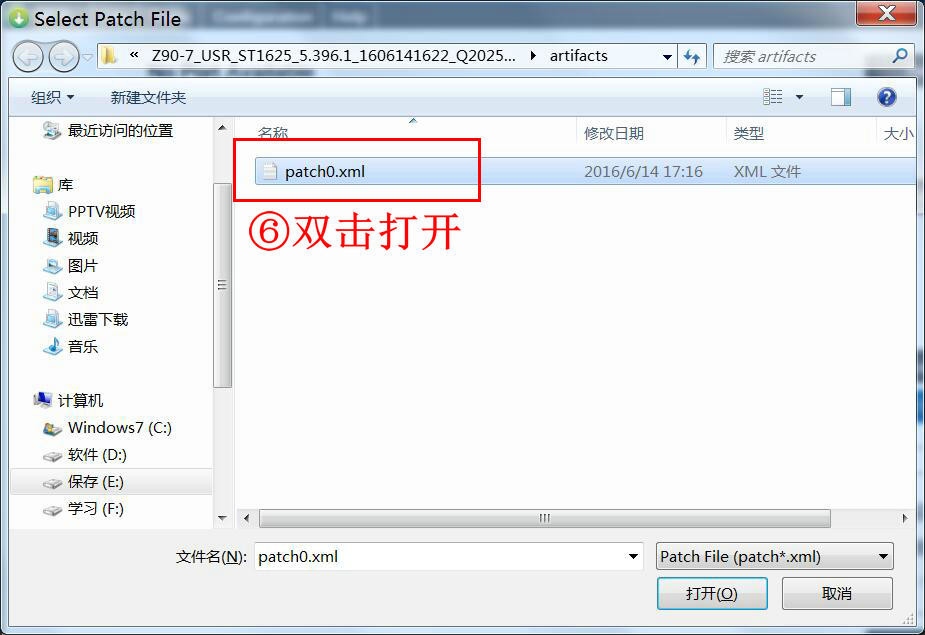 Select Patch File
« Z90-7_USR_ST1625_5.396.1_1606141622_Q2025... artifacts
搜索 artifacts
组织
新建文件夹
最近访问的位置
库
PPTV视频
视频
图片
文档
迅雷下载
音乐
计算机
Windows7 (C:)
软件 (D:)
保存 (E:)
学习 (F:)
名称 修改日期 类型 大小
patch0.xml 2016/6/14 17:16 XML 文件
⑥双击打开
文件名(N): patch0.xml Patch File (patch*.xml)
打开(O) 取消